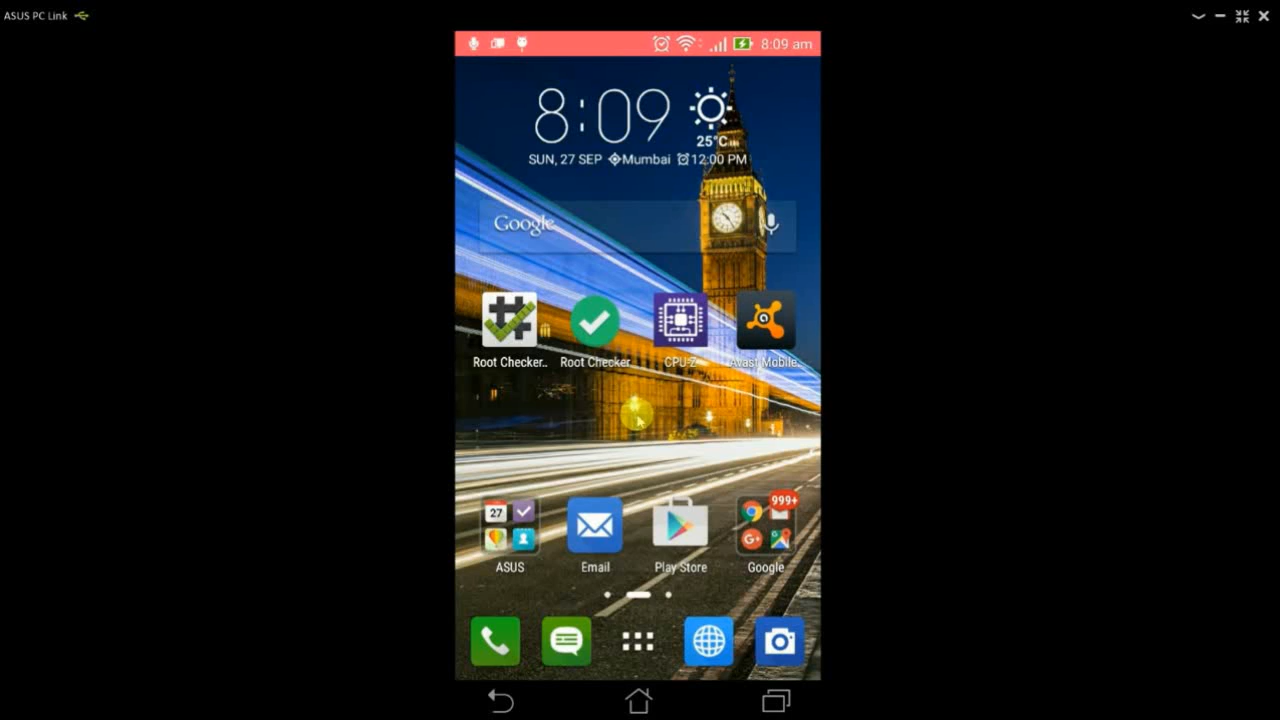 ASUS PC Link
8:09 am
8:09
25°C
SUN, 27 SEP Mumbai 12:00 PM
Google
Root Checker.. Root Checker CPU-Z Avast Mobile..
27
999+
G+
ASUS Email Play Store Google